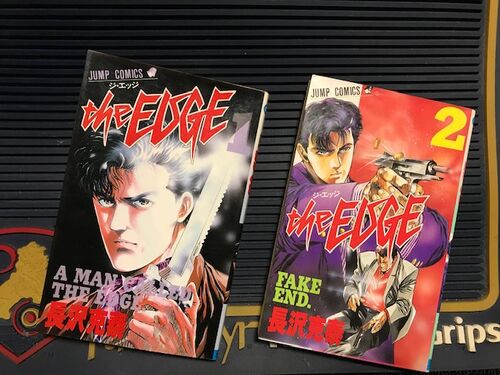 JUMP COMICS
ジ・エッジ
the EDGE
1
A MAN
THE EDGE
長沢克泰
JUMP COMICS
2
ジ・エッジ
the EDGE
FAKE
END.
長沢克泰
Grips